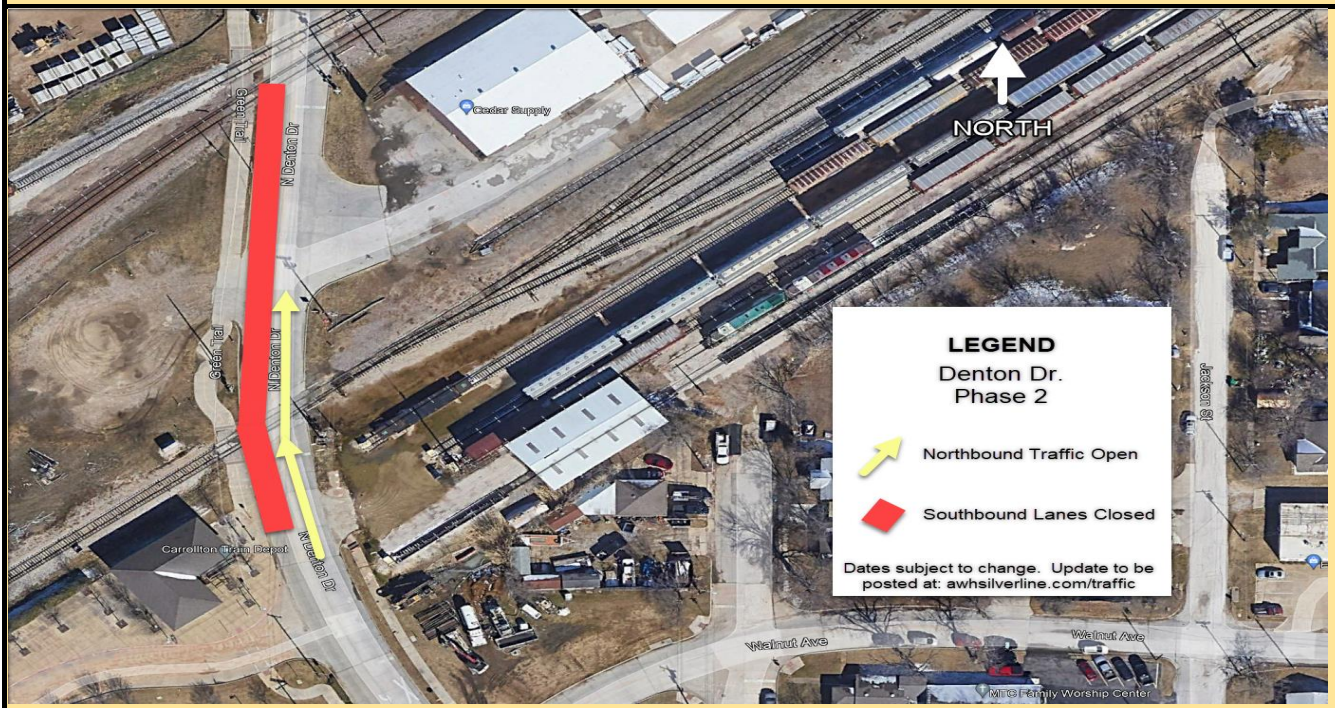 Cedar Supply
NORTH
Green Trail
N Denton Dr
LEGEND
Denton Dr.
Phase 2
Northbound Traffic Open
Southbound Lanes Closed
Dates subject to change. Update to be
posted at: awhsilverline.com/traffic
Green Trail
N Denton Dr
Jackson St
Carrollton Train Depot
N Denton Dr
Walnut Ave
Walnut Ave
MTC Family Worship Center